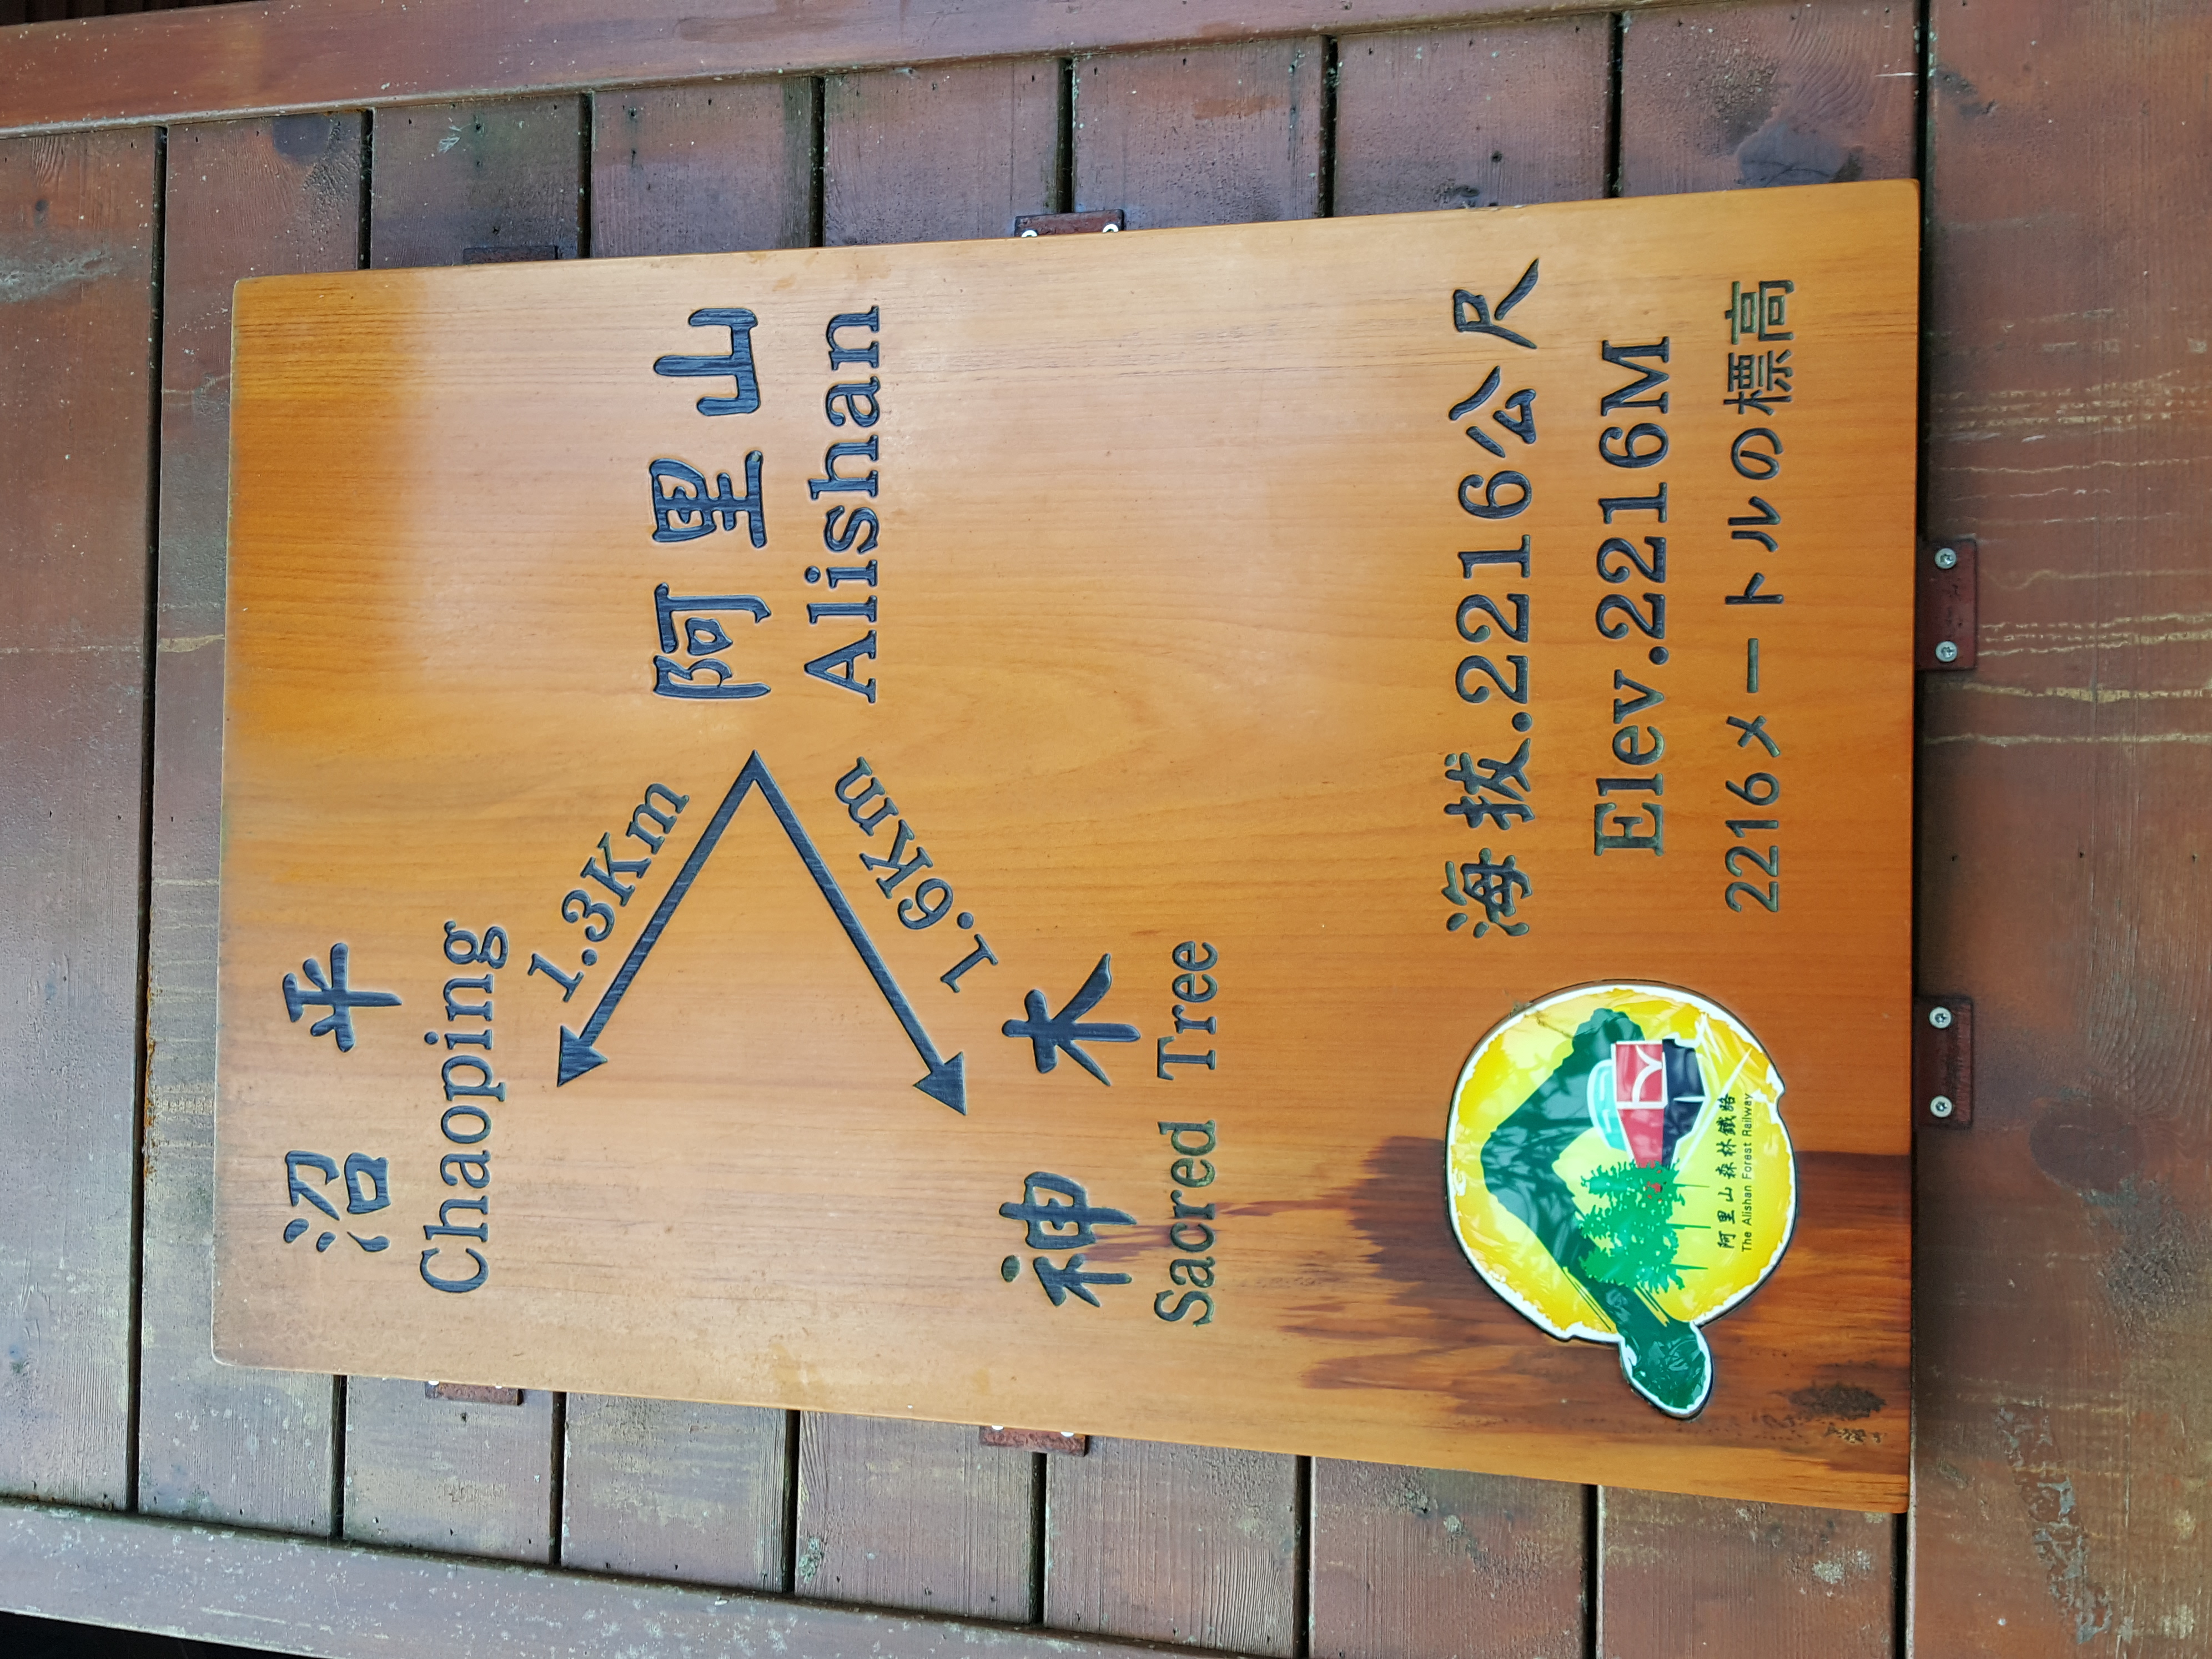 沼平
Chaoping
1.3Km
阿里山
Aiishan
1.6Km
神木
Sacred Tree
海拔.2216公尺
Elev.2216M
2216メートルの標高
阿里山森林鐵路
The Alishan Forest Railway